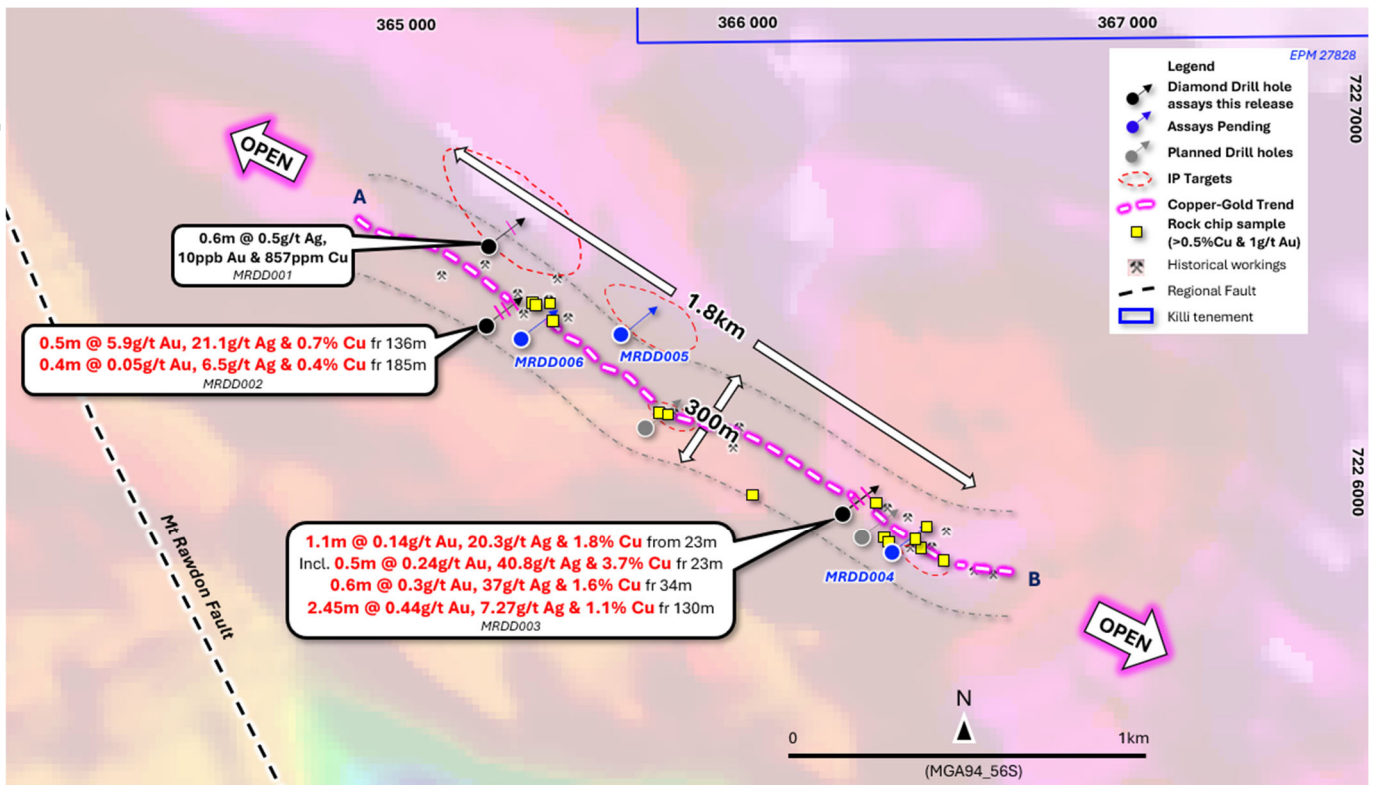 365 000
366 000
367 000
EPM 27828
722 7000
722 6000
Legend
Diamond Drill hole
assays this release
Assays Pending
Planned Drill holes
IP Targets
Copper-Gold Trend
Rock chip sample
(>0.5%Cu & 1g/t Au)
Historical workings
Regional Fault
Killi tenement
OPEN
A
0.6m @ 0.5g/t Ag,
10ppb Au & 857ppm Cu
MRDD001
0.5m @ 5.9g/t Au, 21.1g/t Ag & 0.7% Cu fr 136m
0.4m @ 0.05g/t Au, 6.5g/t Ag & 0.4% Cu fr 185m
MRDD002
MRDD006
MRDD005
1.8km
300m
1.1m @ 0.14g/t Au, 20.3g/t Ag & 1.8% Cu from 23m
Incl. 0.5m @ 0.24g/t Au, 40.8g/t Ag & 3.7% Cu fr 23m
0.6m @ 0.3g/t Au, 37g/t Ag & 1.6% Cu fr 34m
2.45m @ 0.44g/t Au, 7.27g/t Ag & 1.1% Cu fr 130m
MRDD003
MRDD004
B
OPEN
Mt Rawdon Fault
N
0
1km
(MGA94_56S)